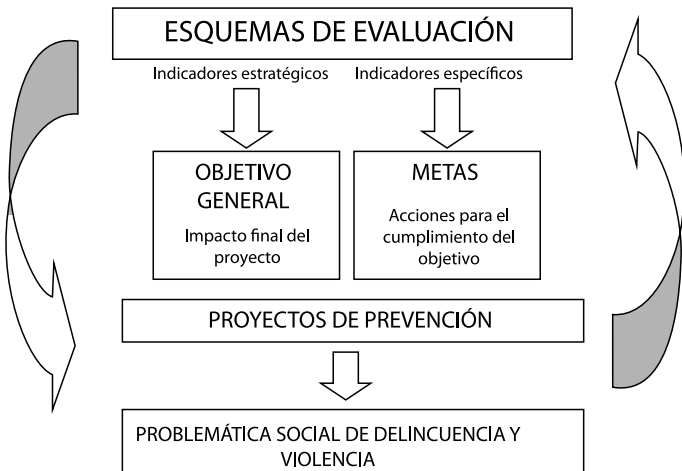 ESQUEMAS DE EVALUACIÓN
Indicadores estratégicos
Indicadores específicos
OBJETIVO
GENERAL
Impacto final del
proyecto
METAS
Acciones para el
cumplimiento del
objetivo
PROYECTOS DE PREVENCIÓN
PROBLEMÁTICA SOCIAL DE DELINCUENCIA Y
VIOLENCIA